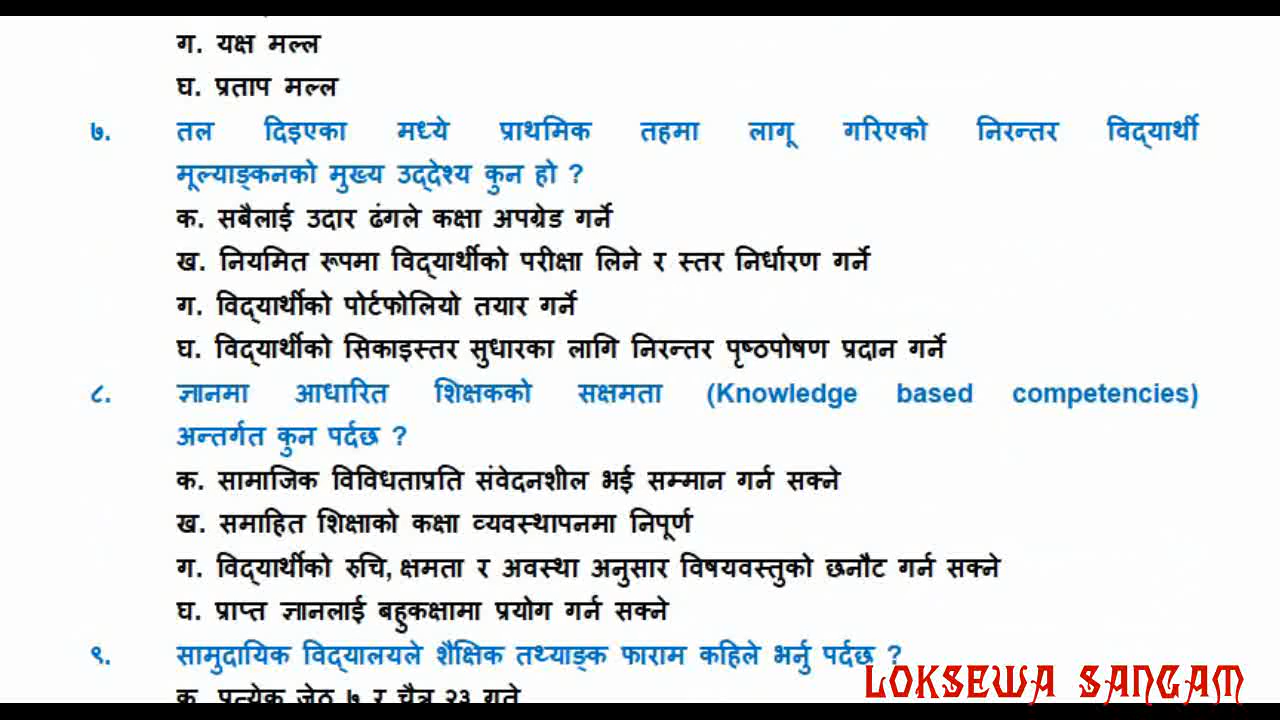 ग. यक्ष मल्ल
घ. प्रताप मल्ल
७. तल दिइएका मध्ये प्राथमिक तहमा लागू गरिएको निरन्तर विद्यार्थी
मूल्याङ्कनको मुख्य उद्देश्य कुन हो ?
क. सबैलाई उदार ढंगले कक्षा अपग्रेड गर्ने
ख. नियमित रूपमा विद्यार्थीको परीक्षा लिने र स्तर निर्धारण गर्ने
ग. विद्यार्थीको पोर्टफोलियो तयार गर्ने
घ. विद्यार्थीको सिकाइस्तर सुधारका लागि निरन्तर पृष्ठपोषण प्रदान गर्ने
८. ज्ञानमा आधारित शिक्षकको सक्षमता (Knowledge based competencies)
अन्तर्गत कुन पर्दछ ?
क. सामाजिक विविधताप्रति संवेदनशील भई सम्मान गर्न सक्ने
ख. समाहित शिक्षाको कक्षा व्यवस्थापनमा निपूर्ण
ग. विद्यार्थीको रुचि, क्षमता र अवस्था अनुसार विषयवस्तुको छनौट गर्न सक्ने
घ. प्राप्त ज्ञानलाई बहुकक्षामा प्रयोग गर्न सक्ने
९. सामुदायिक विद्यालयले शैक्षिक तथ्याङ्क फाराम कहिले भर्नु पर्दछ ?
क. प्रत्येक जेठ ७ र चैत्र २३ गते
LOKSEWA SANGAM